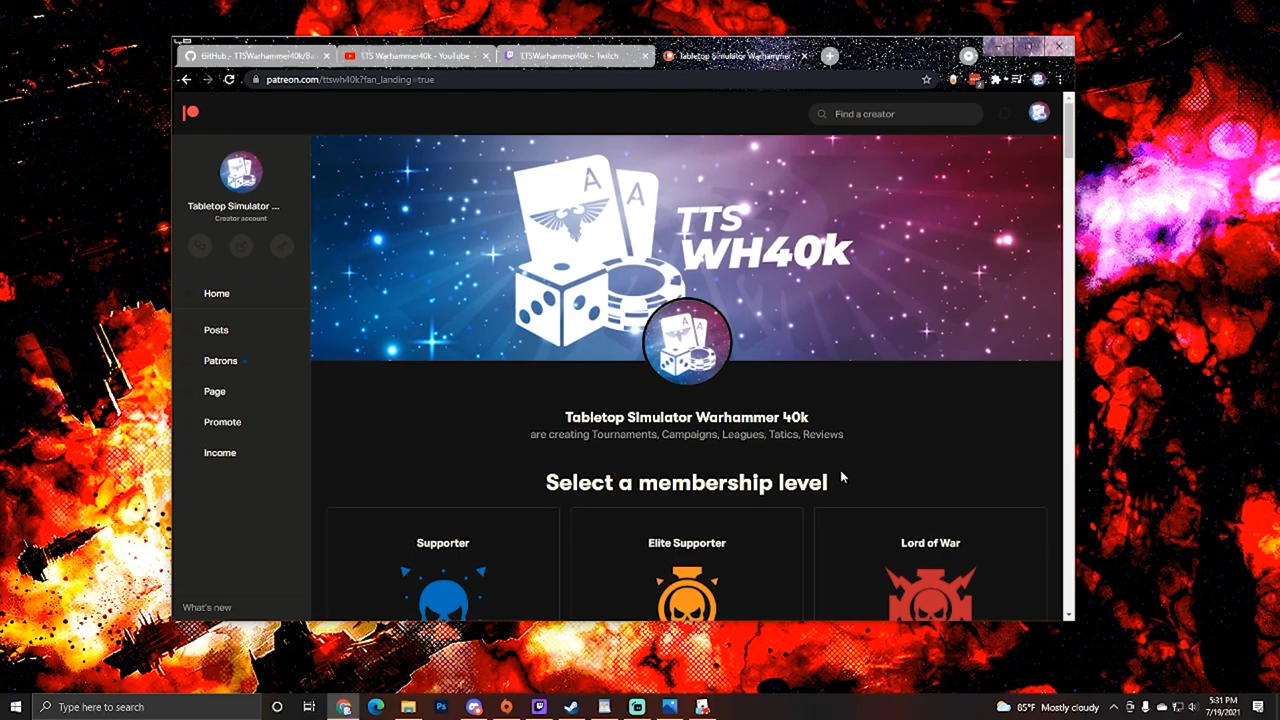 GitHub - TTSWarhammer40k/Ba
TTS Warhammer40k - YouTube
TTSWarhammer40k - Twitch
Tabletop Simulator Warhammer
patreon.com/ttswh40k?fan_landing=true
Find a creator
Tabletop Simulator ...
Creator account
Home
Posts
Patrons
Page
Promote
Income
What's new
A
A
TTS
WH40k
Tabletop Simulator Warhammer 40k
are creating Tournaments, Campaigns, Leagues, Tatics, Reviews
Select a membership level
Supporter
Elite Supporter
Lord of War
Type here to search
85°F Mostly cloudy
5:31 PM
7/19/2021